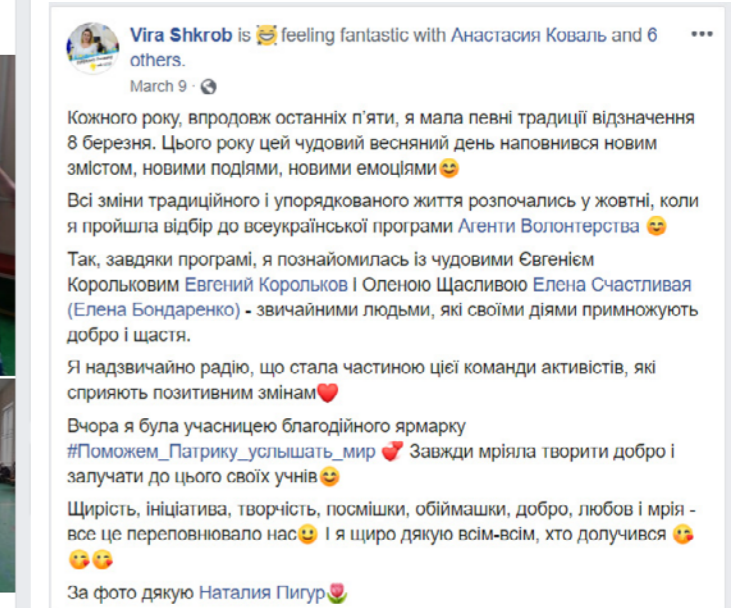 Vira Shkrob is 😄 feeling fantastic with Анастасия Коваль and 6
others.
March 9 ·
Кожного року, впродовж останніх п'яти, я мала певні традиції відзначення
8 березня. Цього року цей чудовий весняний день наповнився новим
змістом, новими подіями, новими емоціями😊
Всі зміни традиційного і упорядкованого життя розпочались у жовтні, коли
я пройшла відбір до всеукраїнської програми Агенти Волонтерства 😊
Так, завдяки програмі, я познайомилась із чудовими Євгенієм
Корольковим Евгений Корольков І Оленою Щасливою Елена Счастливая
(Елена Бондаренко) - звичайними людьми, які своїми діями примножують
добро і щастя.
Я надзвичайно радію, що стала частиною цієї команди активістів, які
сприяють позитивним змінам❤️
Вчора я була учасницею благодійного ярмарку
#Поможем_Патрику_услышать_мир 💕 Завжди мріяла творити добро і
залучати до цього своїх учнів😊
Щирість, ініціатива, творчість, посмішки, обіймашки, добро, любов і мрія -
все це переповнювало нас🙂 І я щиро дякую всім-всім, хто долучився 😘
😘😘
За фото дякую Наталия Пигур🌷